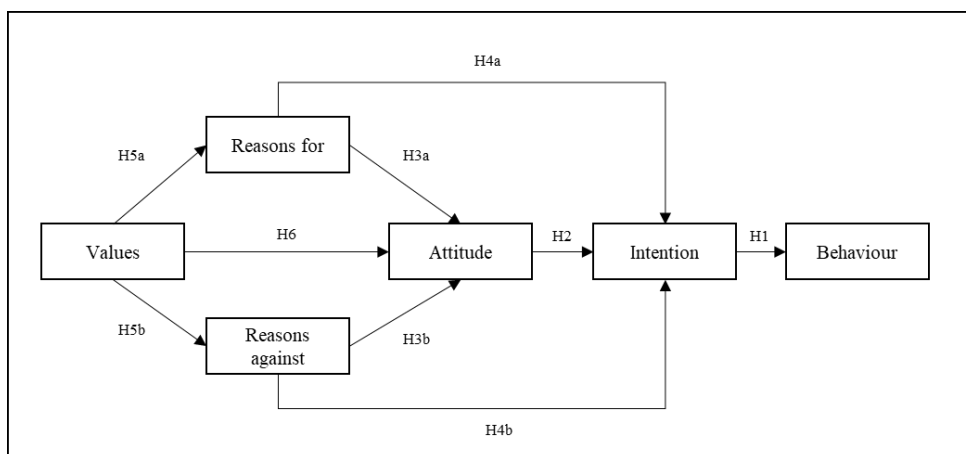 H4a
Reasons for
H5a
H3a
Values
H6
Attitude
H2
Intention
H1
Behaviour
H5b
Reasons
against
H3b
H4b